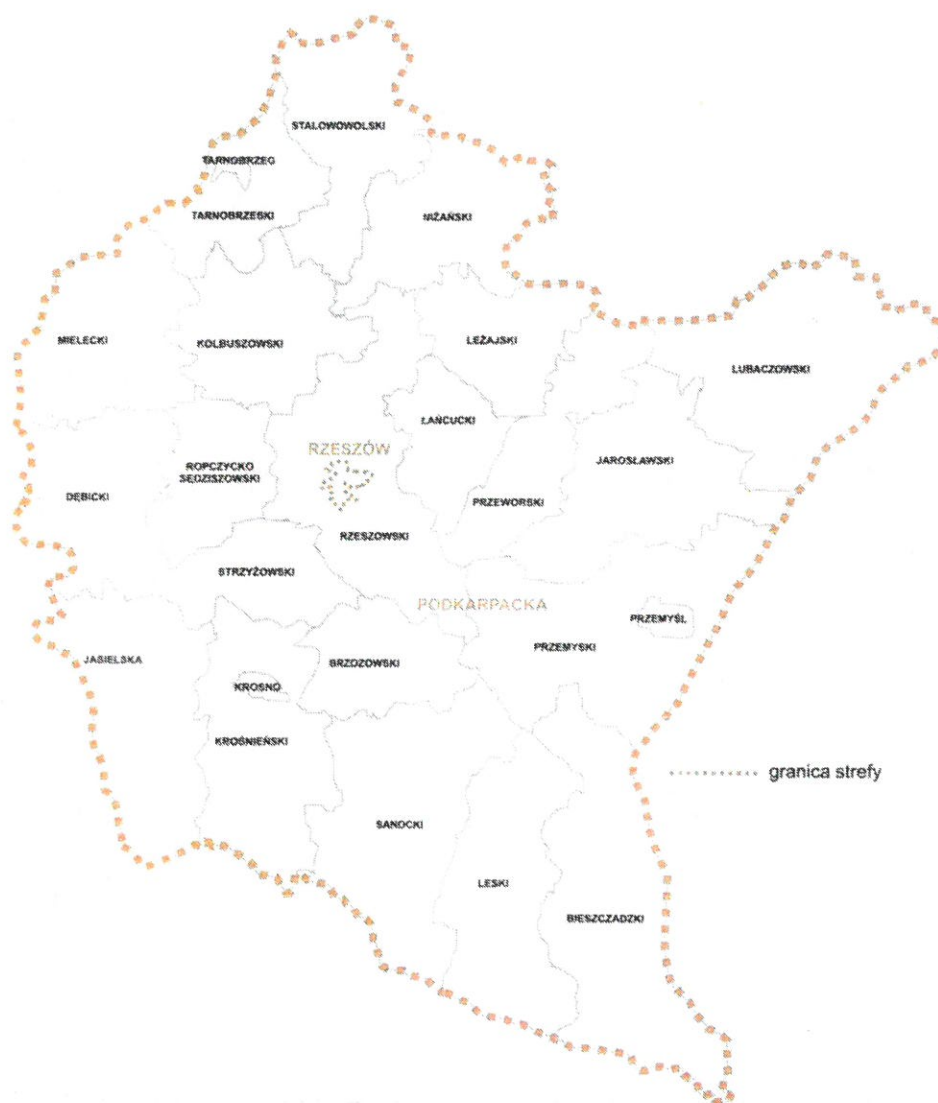 STALOWOWOLSKI
TARNOBRZEG
TARNOBRZESKI
NIŻAŃSKI
MIELECKI
KOLBUSZOWSKI
LEŻAJSKI
LUBACZOWSKI
ŁAŃCUCKI
RZESZÓW
ROPCZYCKO
SĘDZISZOWSKI
JAROSŁAWSKI
DĘBICKI
PRZEWORSKI
RZESZOWSKI
STRZYŻOWSKI
PODKARPACKA
PRZEMYŚL
PRZEMYSKI
JASIELSKA
BRZOZOWSKI
KROSNO
KROŚNIEŃSKI
granica strefy
SANOCKI
LESKI
BIESZCZADZKI